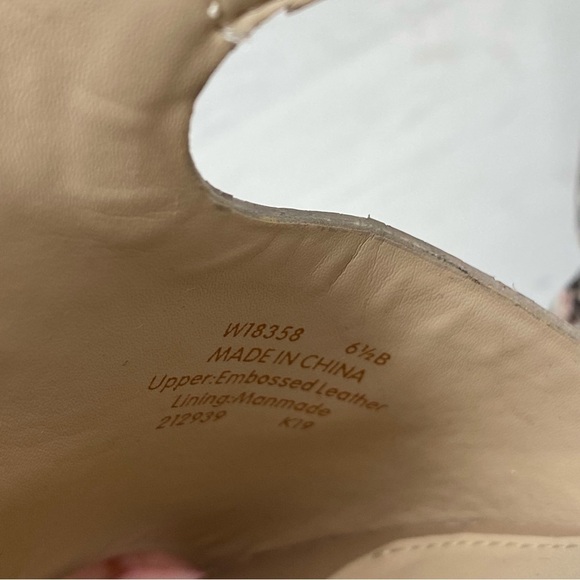 W18358 6½B
MADE IN CHINA
Upper:Embossed Leather
Lining:Manmade
212939 K19